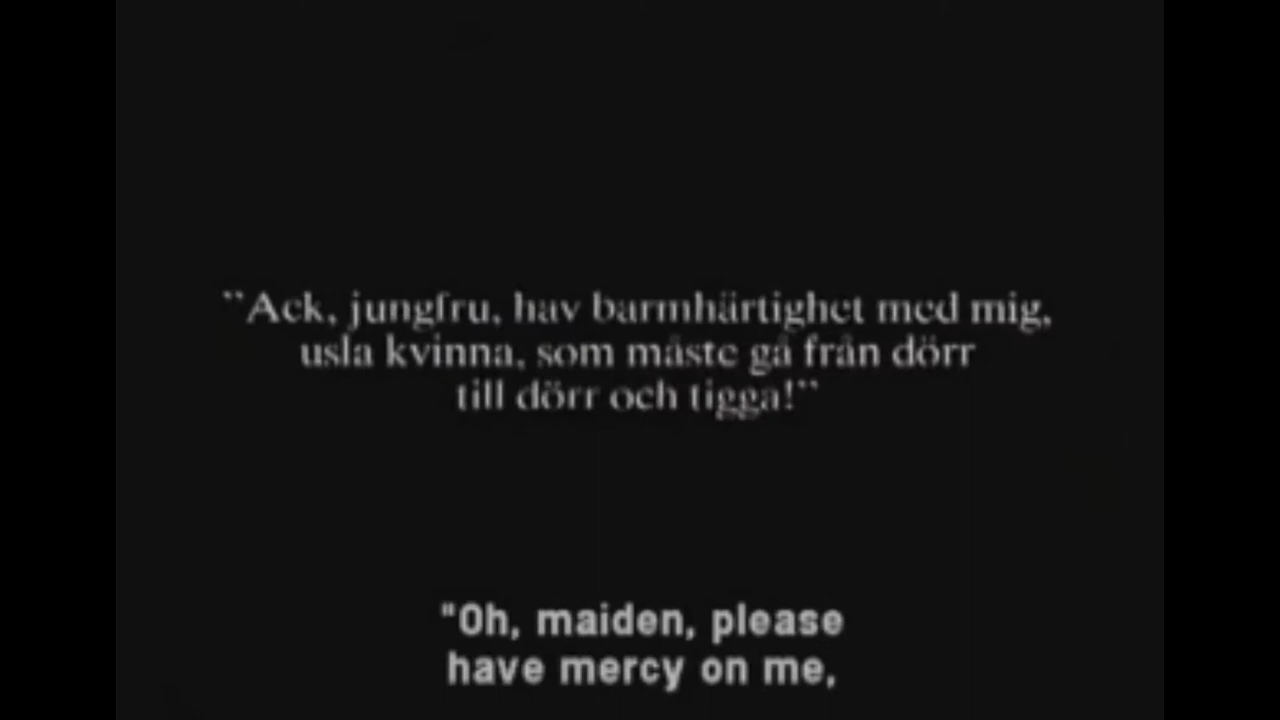 ”Ack, jungfru, hav barmhärtighet med mig,
usla kvinna, som måste gå från dörr
till dörr och tigga!”
"Oh, maiden, please
have mercy on me,